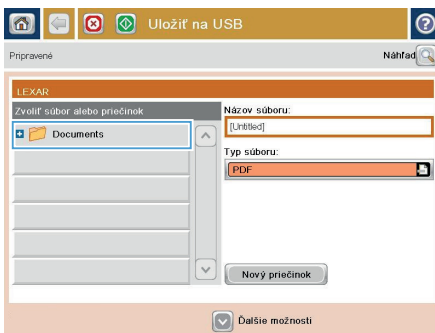 Uložiť na USB
Pripravené
Náhľad
LEXAR
Zvoliť súbor alebo priečinok
Documents
Názov súboru:
[Untitled]
Typ súboru:
PDF
Nový priečinok
Ďalšie možnosti